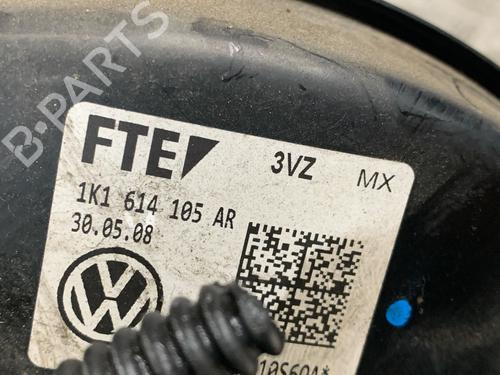 B-PARTS
FTE
3VZ
MX
1K1 614 105 AR
30.05.08